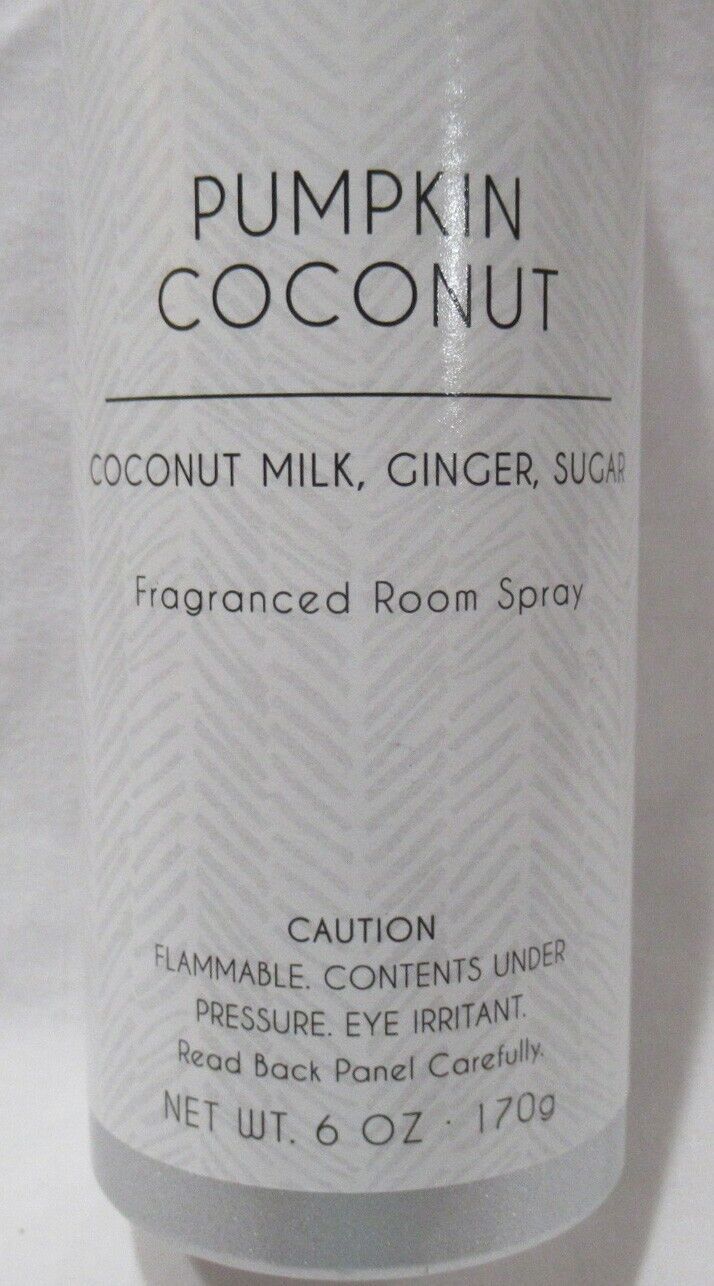 PUMPKIN
COCONUT
COCONUT MILK, GINGER, SUGAR
Fragranced Room Spray
CAUTION
FLAMMABLE. CONTENTS UNDER
PRESSURE. EYE IRRITANT.
Read Back Panel Carefully.
NET WT. 6 OZ · 170g